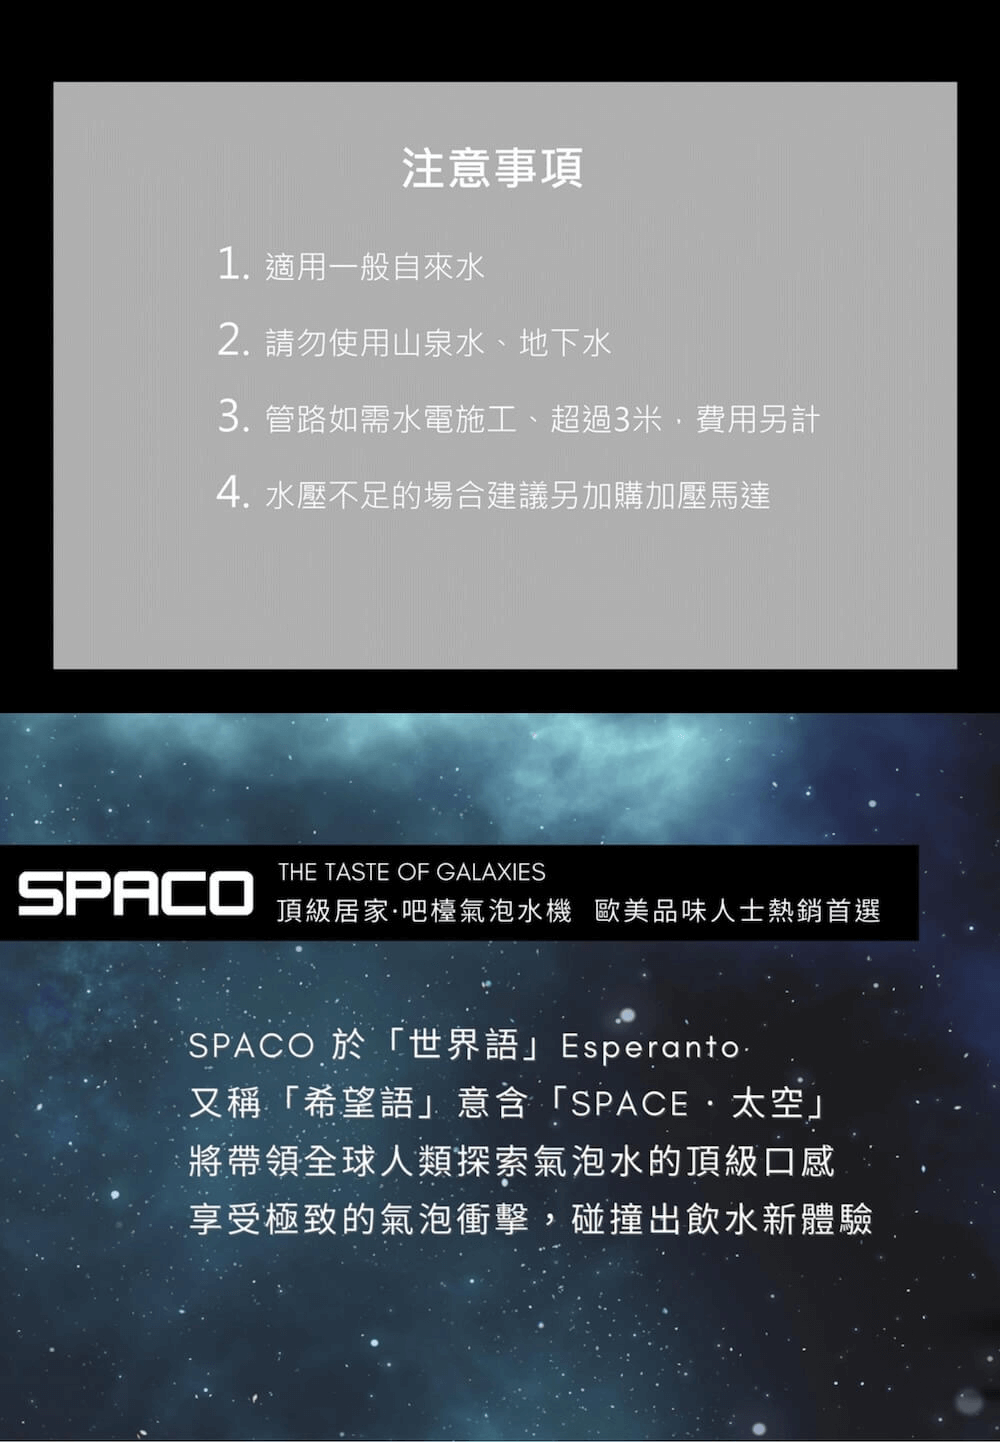 注意事項
1. 適用一般自來水
2. 請勿使用山泉水、地下水
3. 管路如需水電施工、超過3米，費用另計
4. 水壓不足的場合建議另加購加壓馬達
SPACO
THE TASTE OF GALAXIES
頂級居家·吧檯氣泡水機 歐美品味人士熱銷首選
SPACO 於「世界語」Esperanto
又稱「希望語」意含「SPACE · 太空」
將帶領全球人類探索氣泡水的頂級口感
享受極致的氣泡衝擊，碰撞出飲水新體驗